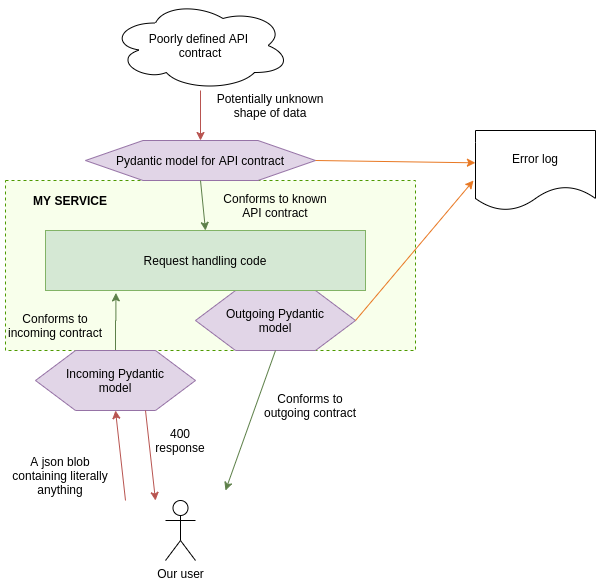 Poorly defined API
contract
Potentially unknown
shape of data
Pydantic model for API contract
Error log
MY SERVICE
Conforms to known
API contract
Request handling code
Conforms to
incoming contract
Outgoing Pydantic
model
Incoming Pydantic
model
Conforms to
outgoing contract
400
response
A json blob
containing literally
anything
Our user